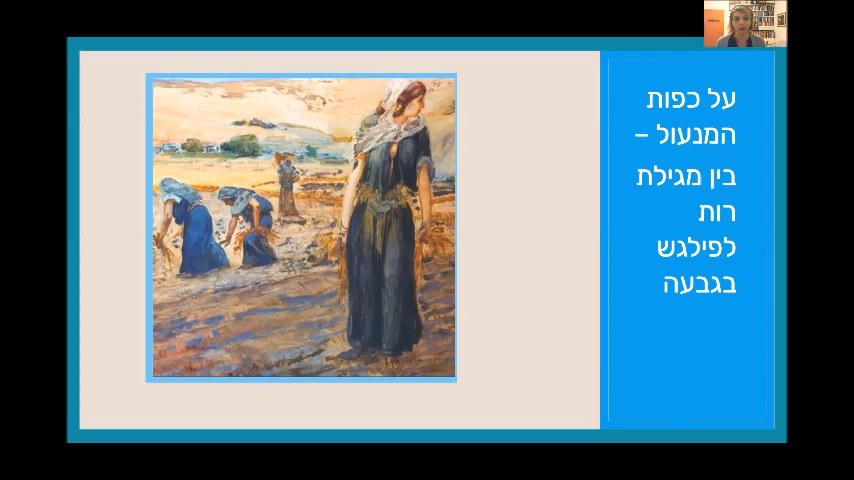 על כפות
המנעול –
בין מגילת
רות
לפילגש
בגבעה